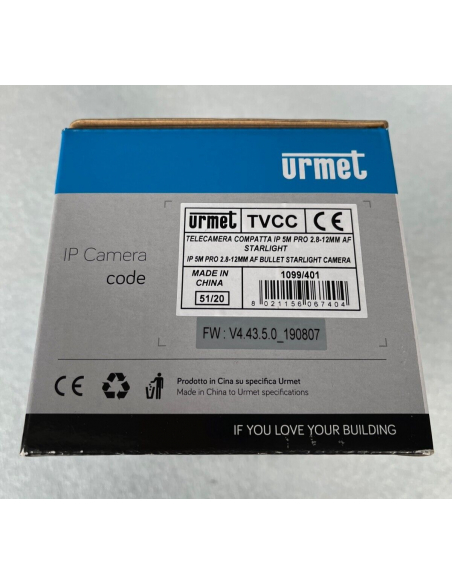 urmet
urmet TVCC CE
TELECAMERA COMPATTA IP 5M PRO 2.8-12MM AF
STARLIGHT
IP 5M PRO 2.8-12MM AF BULLET STARLIGHT CAMERA
IP Camera
code
MADE IN
CHINA
51/20
1099/401
8 021156 067404
FW : V4.43.5.0_190807
CE
Prodotto in Cina su specifica Urmet
Made in China to Urmet specifications
IF YOU LOVE YOUR BUILDING